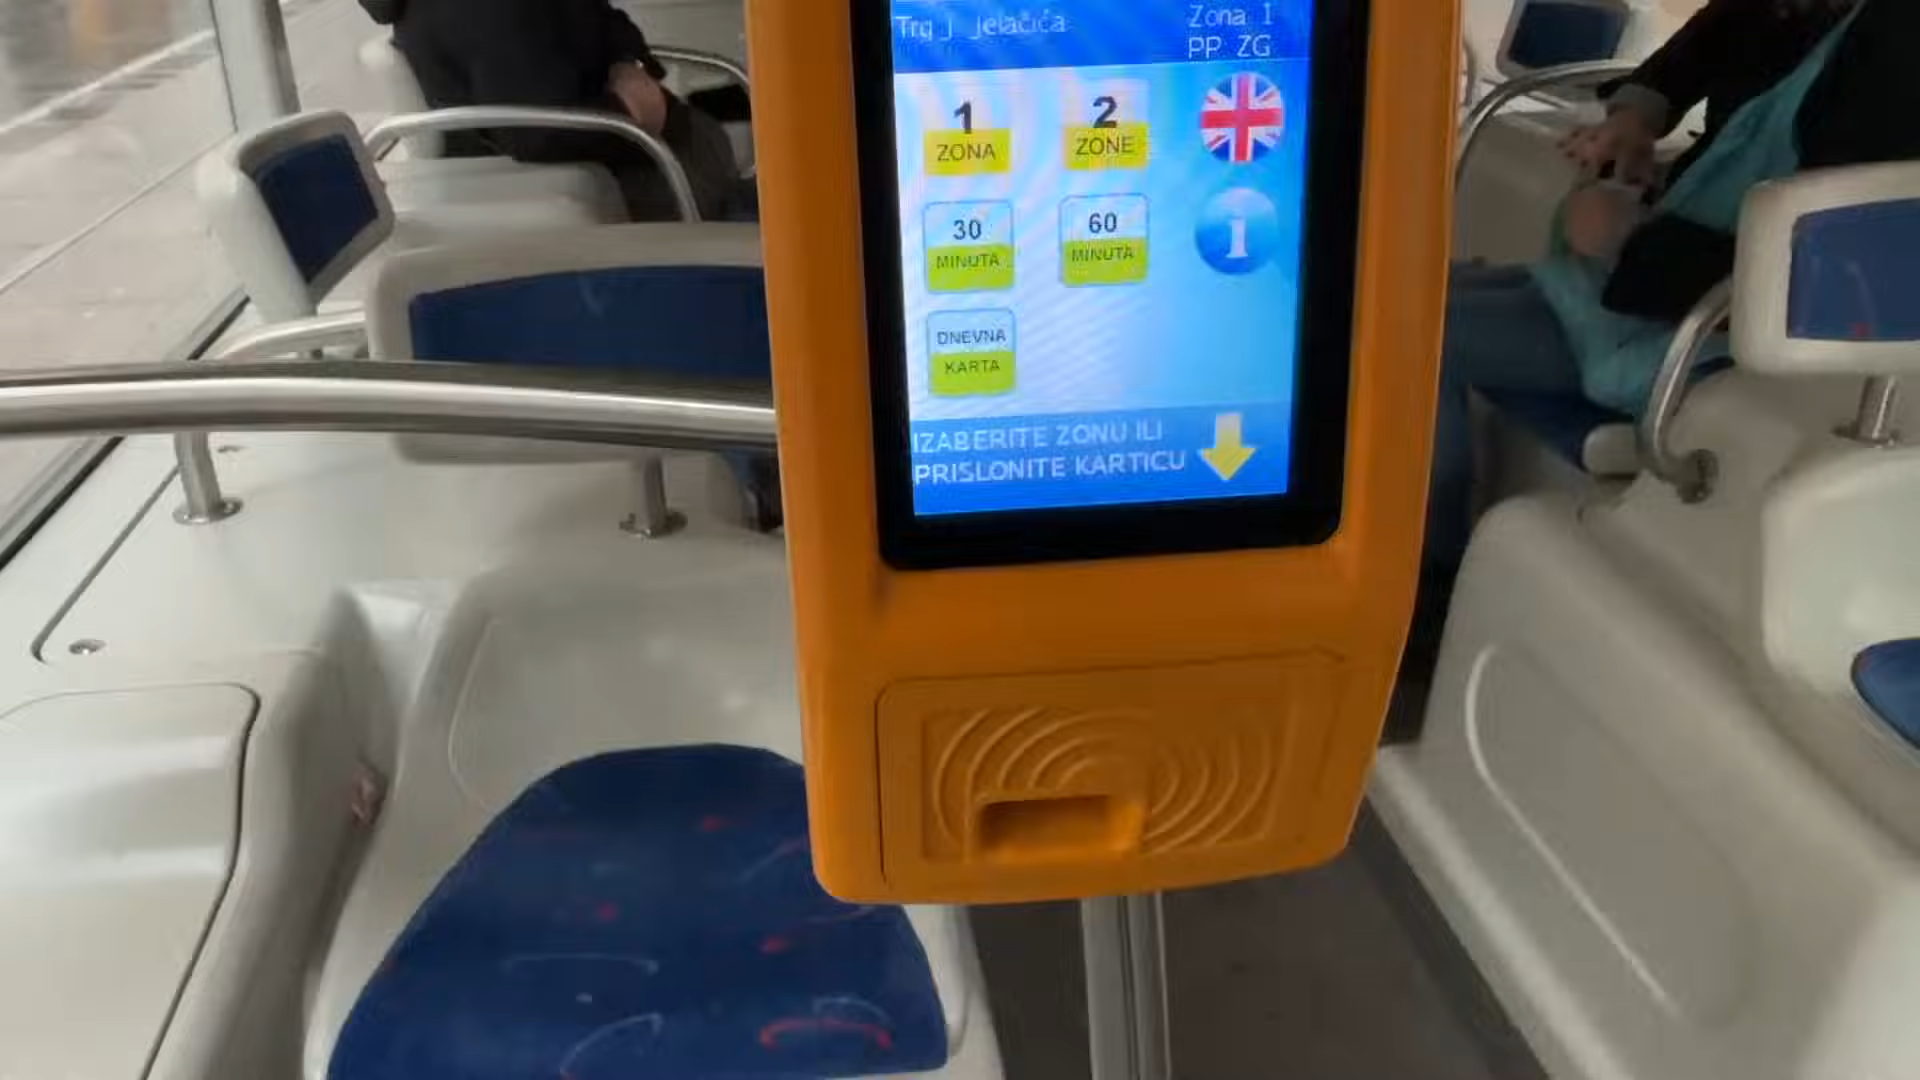 Trg J Jelačića
Zona 1
PP ZG
1
ZONA
2
ZONE
30
MINUTA
60
MINUTA
i
DNEVNA
KARTA
IZABERITE ZONU ILI
PRISLONITE KARTICU